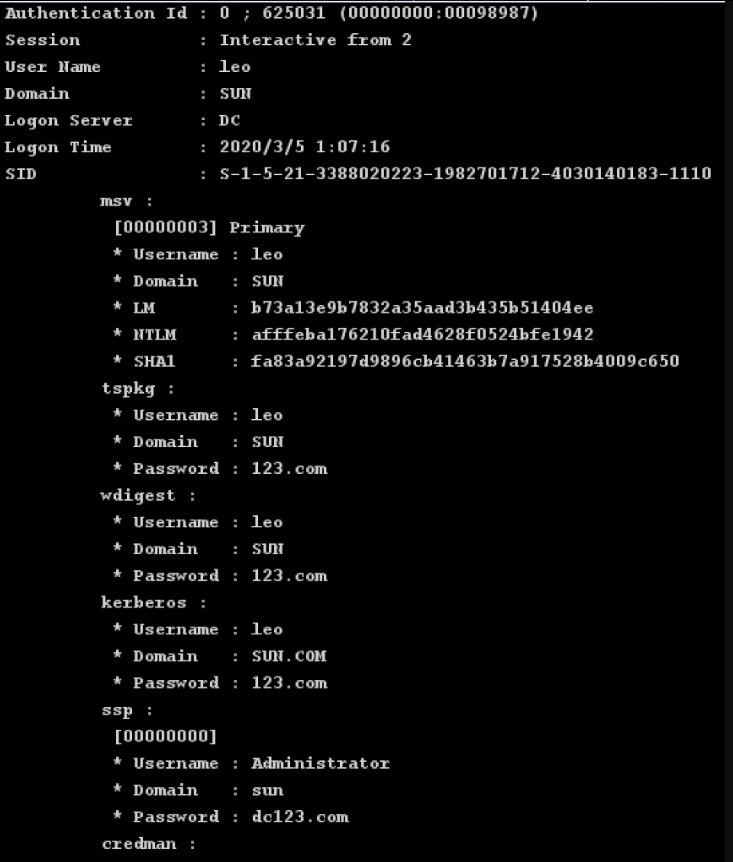 Authentication Id : 0 ; 625031 (00000000:00098987)
Session           : Interactive from 2
User Name         : leo
Domain            : SUN
Logon Server      : DC
Logon Time        : 2020/3/5 1:07:16
SID               : S-1-5-21-3388020223-1982701712-4030140183-1110
        msv :
         [00000003] Primary
         * Username : leo
         * Domain   : SUN
         * LM       : b73a13e9b7832a35aad3b435b51404ee
         * NTLM     : afffeba176210fad4628f0524bfe1942
         * SHA1     : fa83a92197d9896cb41463b7a917528b4009c650
        tspkg :
         * Username : leo
         * Domain   : SUN
         * Password : 123.com
        wdigest :
         * Username : leo
         * Domain   : SUN
         * Password : 123.com
        kerberos :
         * Username : leo
         * Domain   : SUN.COM
         * Password : 123.com
        ssp :
         [00000000]
         * Username : Administrator
         * Domain   : sun
         * Password : dc123.com
        credman :